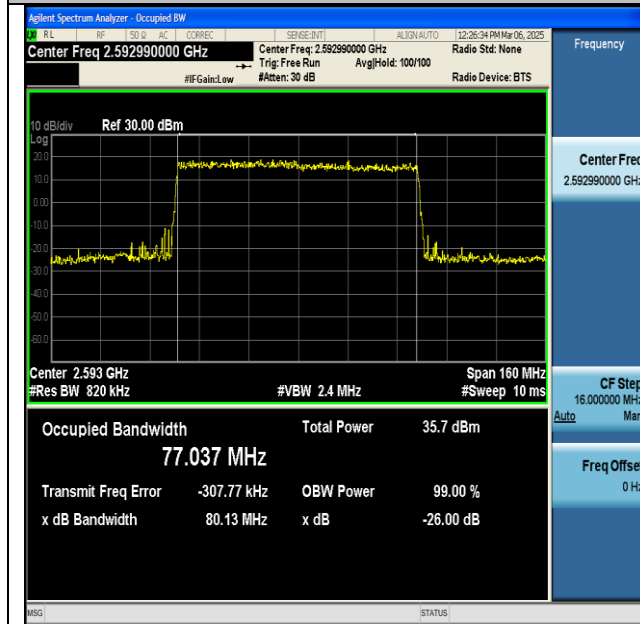 Agilent Spectrum Analyzer - Occupied BW
RL RF 50 Ω AC CORREC SENSE:INT ALIGN AUTO 12:26:34 PM Mar 06, 2025
Center Freq 2.592990000 GHz Center Freq: 2.592990000 GHz Radio Std: None
Trig: Free Run Avg|Hold: 100/100
#IFGain:Low #Atten: 30 dB Radio Device: BTS
10 dB/div Ref 30.00 dBm
Log
20.0
10.0
0.00
-10.0
-20.0
-30.0
-40.0
-50.0
-60.0
Center 2.593 GHz Span 160 MHz
#Res BW 820 kHz #VBW 2.4 MHz #Sweep 10 ms
Occupied Bandwidth Total Power 35.7 dBm
77.037 MHz
Transmit Freq Error -307.77 kHz OBW Power 99.00 %
x dB Bandwidth 80.13 MHz x dB -26.00 dB
MSG STATUS
Frequency
Center Freq
2.592990000 GHz
CF Step
16.000000 MHz
Auto Man
Freq Offset
0 Hz